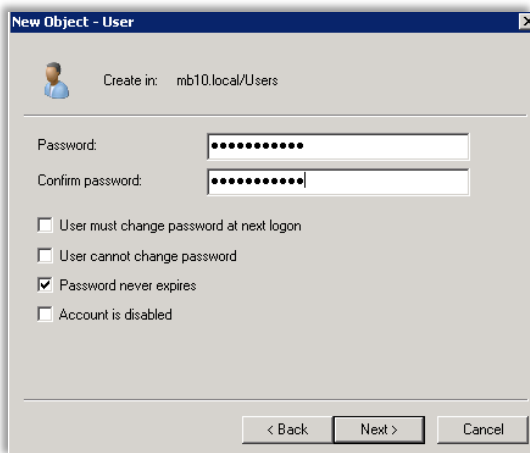 New Object - User
Create in: mb10.local/Users
Password: •••••••••••
Confirm password: •••••••••••
User must change password at next logon
User cannot change password
Password never expires
Account is disabled
< Back Next > Cancel